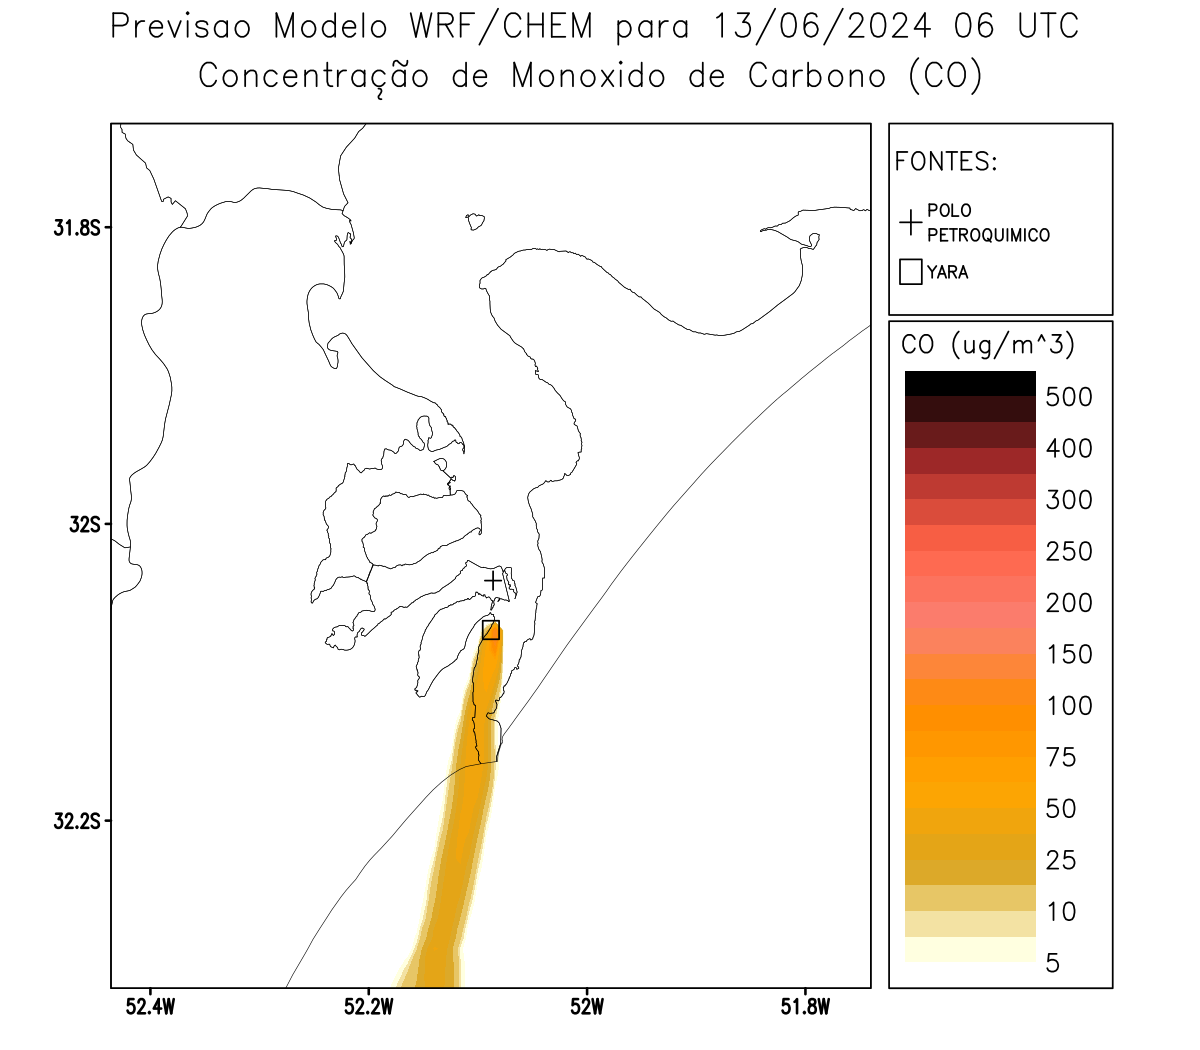 Previsao Modelo WRF/CHEM para 13/06/2024 06 UTC
Concentração de Monoxido de Carbono (CO)
FONTES:
POLO
PETROQUIMICO
YARA
CO (ug/m^3)
500
400
300
250
200
150
100
75
50
25
10
5
31.8S
32S
32.2S
52.4W
52.2W
52W
51.8W